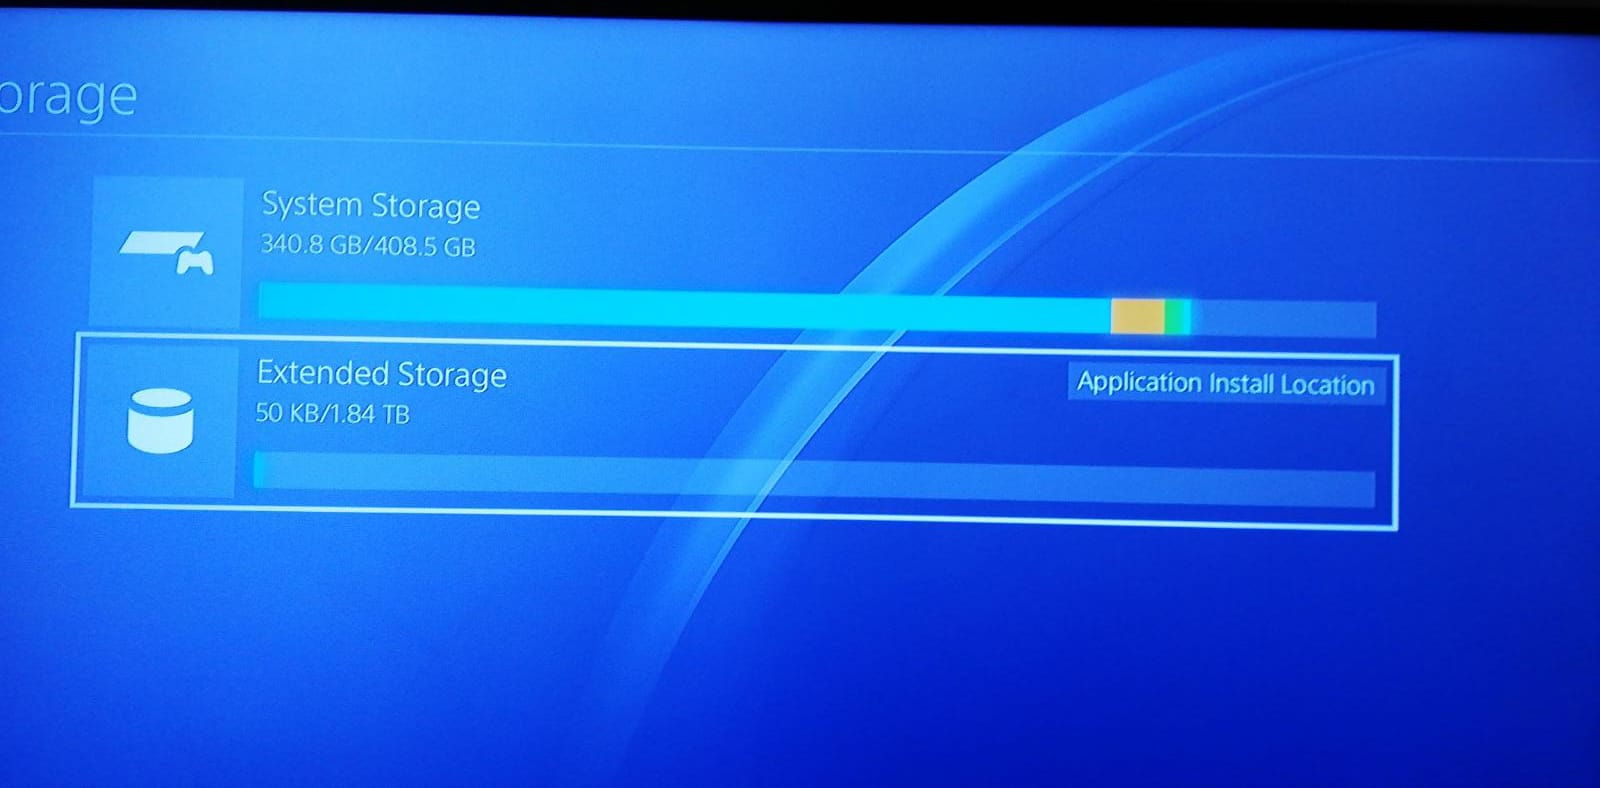 orage
System Storage
340.8 GB/408.5 GB
Extended Storage
Application Install Location
50 KB/1.84 TB